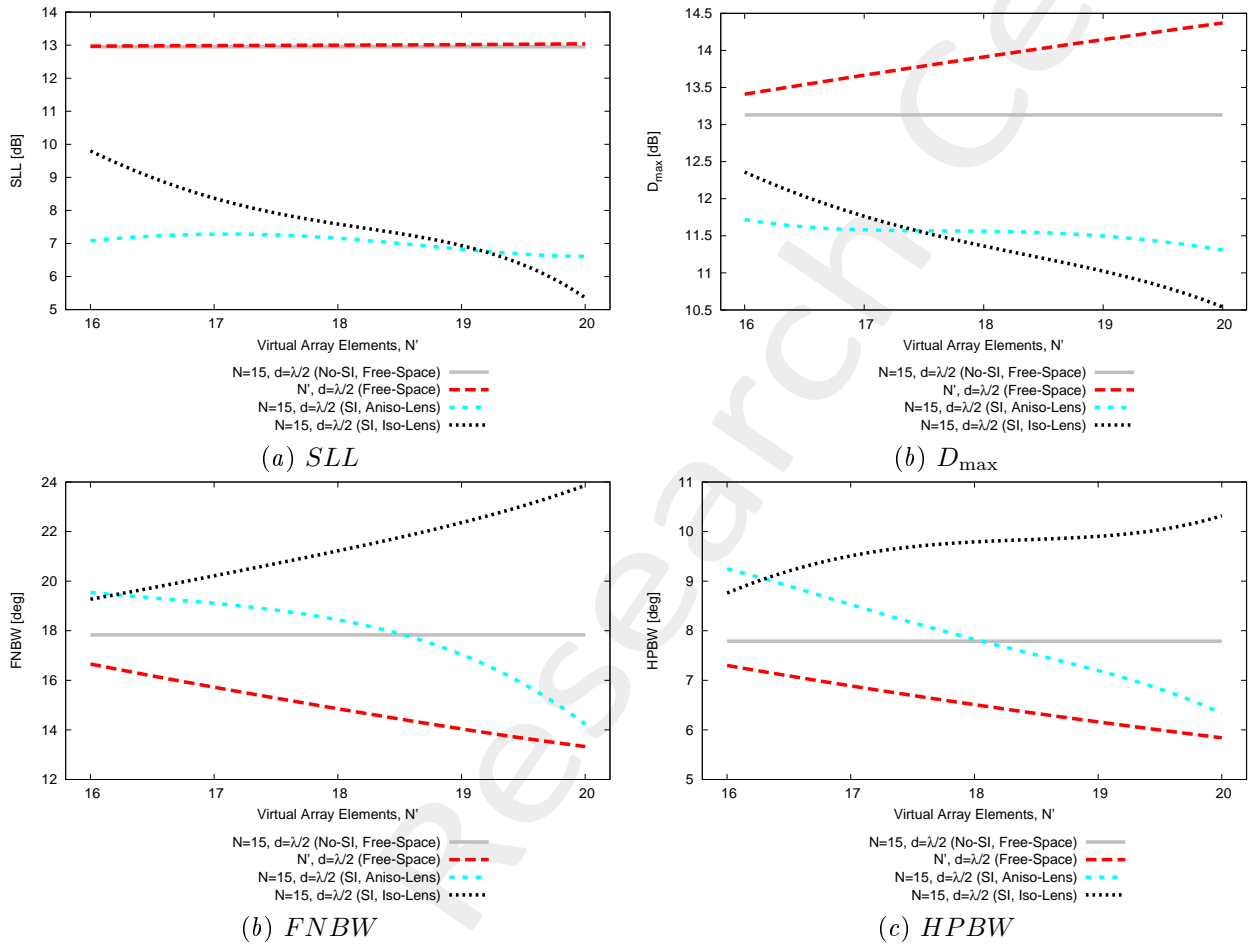 14
13
12
11
10
9
8
7
6
5
SLL [dB]
16 17 18 19 20
Virtual Array Elements, N'
N=15, d=λ/2 (No-SI, Free-Space)
N', d=λ/2 (Free-Space)
N=15, d=λ/2 (SI, Aniso-Lens)
N=15, d=λ/2 (SI, Iso-Lens)
(a) SLL
14.5
14
13.5
13
12.5
12
11.5
11
10.5
Dmax [dB]
16 17 18 19 20
Virtual Array Elements, N'
N=15, d=λ/2 (No-SI, Free-Space)
N', d=λ/2 (Free-Space)
N=15, d=λ/2 (SI, Aniso-Lens)
N=15, d=λ/2 (SI, Iso-Lens)
(b) Dmax
24
22
20
18
16
14
12
FNBW [deg]
16 17 18 19 20
Virtual Array Elements, N'
N=15, d=λ/2 (No-SI, Free-Space)
N', d=λ/2 (Free-Space)
N=15, d=λ/2 (SI, Aniso-Lens)
N=15, d=λ/2 (SI, Iso-Lens)
(b) FNBW
11
10
9
8
7
6
5
HPBW [deg]
16 17 18 19 20
Virtual Array Elements, N'
N=15, d=λ/2 (No-SI, Free-Space)
N', d=λ/2 (Free-Space)
N=15, d=λ/2 (SI, Aniso-Lens)
N=15, d=λ/2 (SI, Iso-Lens)
(c) HPBW
Research Ce